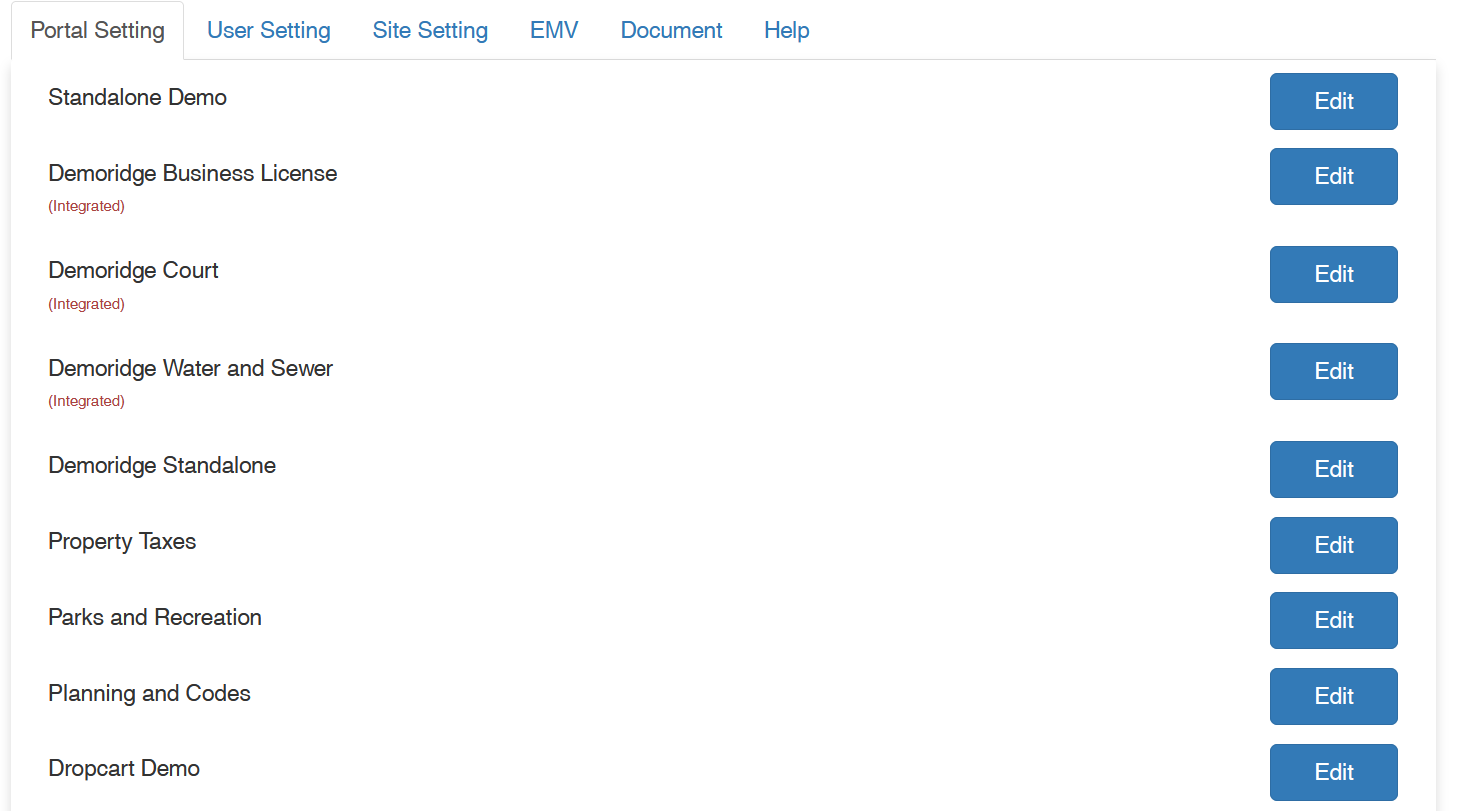 Portal Setting User Setting Site Setting EMV Document Help
Standalone Demo Edit
Demoridge Business License Edit
(Integrated)
Demoridge Court Edit
(Integrated)
Demoridge Water and Sewer Edit
(Integrated)
Demoridge Standalone Edit
Property Taxes Edit
Parks and Recreation Edit
Planning and Codes Edit
Dropcart Demo Edit